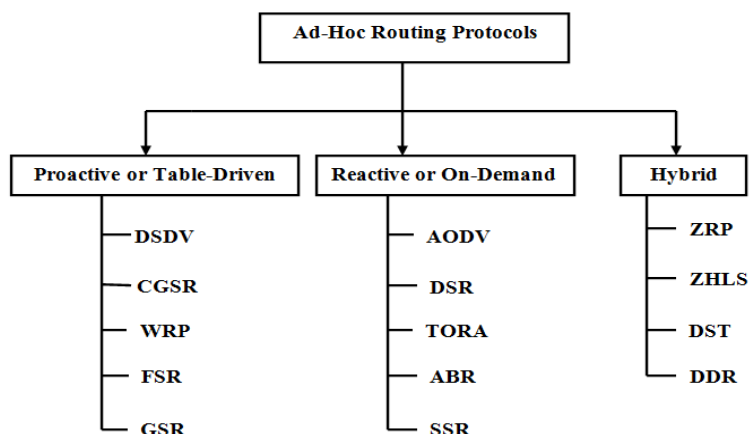 Ad-Hoc Routing Protocols
Proactive or Table-Driven
DSDV
CGSR
WRP
FSR
GSR
Reactive or On-Demand
AODV
DSR
TORA
ABR
SSR
Hybrid
ZRP
ZHLS
DST
DDR